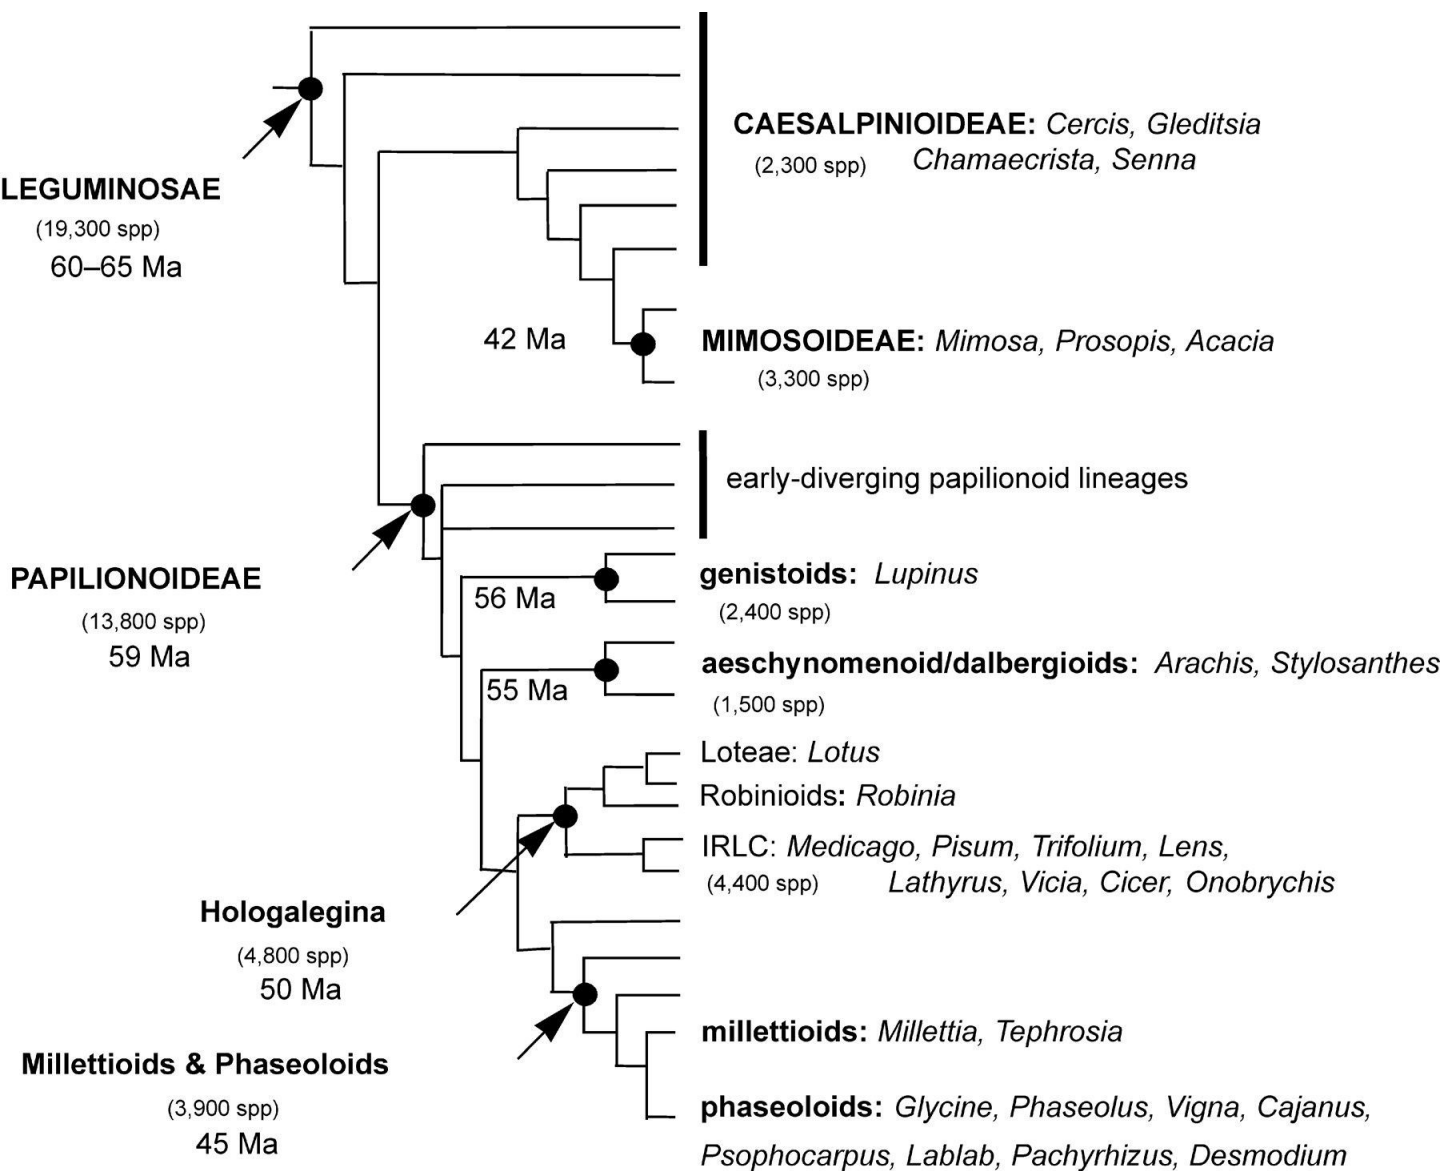 CAESALPINIOIDEAE: Cercis, Gleditsia
(2,300 spp) Chamaecrista, Senna
LEGUMINOSAE
(19,300 spp)
60–65 Ma
42 Ma
MIMOSOIDEAE: Mimosa, Prosopis, Acacia
(3,300 spp)
early-diverging papilionoid lineages
PAPILIONOIDEAE
(13,800 spp)
59 Ma
56 Ma
genistoids: Lupinus
(2,400 spp)
55 Ma
aeschynomenoid/dalbergioids: Arachis, Stylosanthes
(1,500 spp)
Loteae: Lotus
Robinioids: Robinia
IRLC: Medicago, Pisum, Trifolium, Lens,
(4,400 spp) Lathyrus, Vicia, Cicer, Onobrychis
Hologalegina
(4,800 spp)
50 Ma
millettioids: Millettia, Tephrosia
Millettioids & Phaseoloids
(3,900 spp)
45 Ma
phaseoloids: Glycine, Phaseolus, Vigna, Cajanus,
Psophocarpus, Lablab, Pachyrhizus, Desmodium